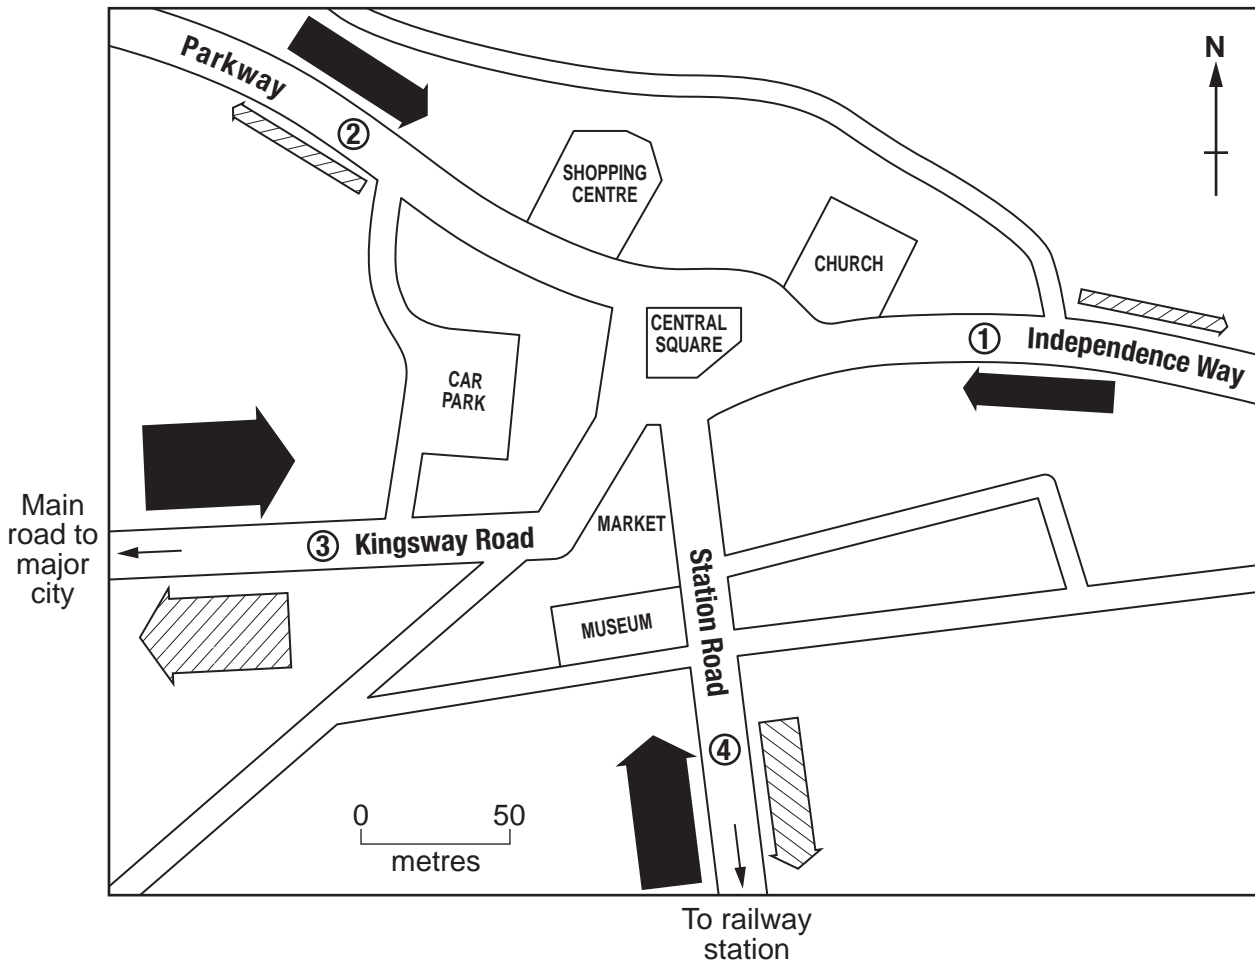 Parkway
N
②
SHOPPING
CENTRE
CHURCH
CENTRAL
SQUARE
① Independence Way
CAR
PARK
Main
road to
major
city
MARKET
③ Kingsway Road
Station Road
MUSEUM
④
0 50
metres
To railway
station